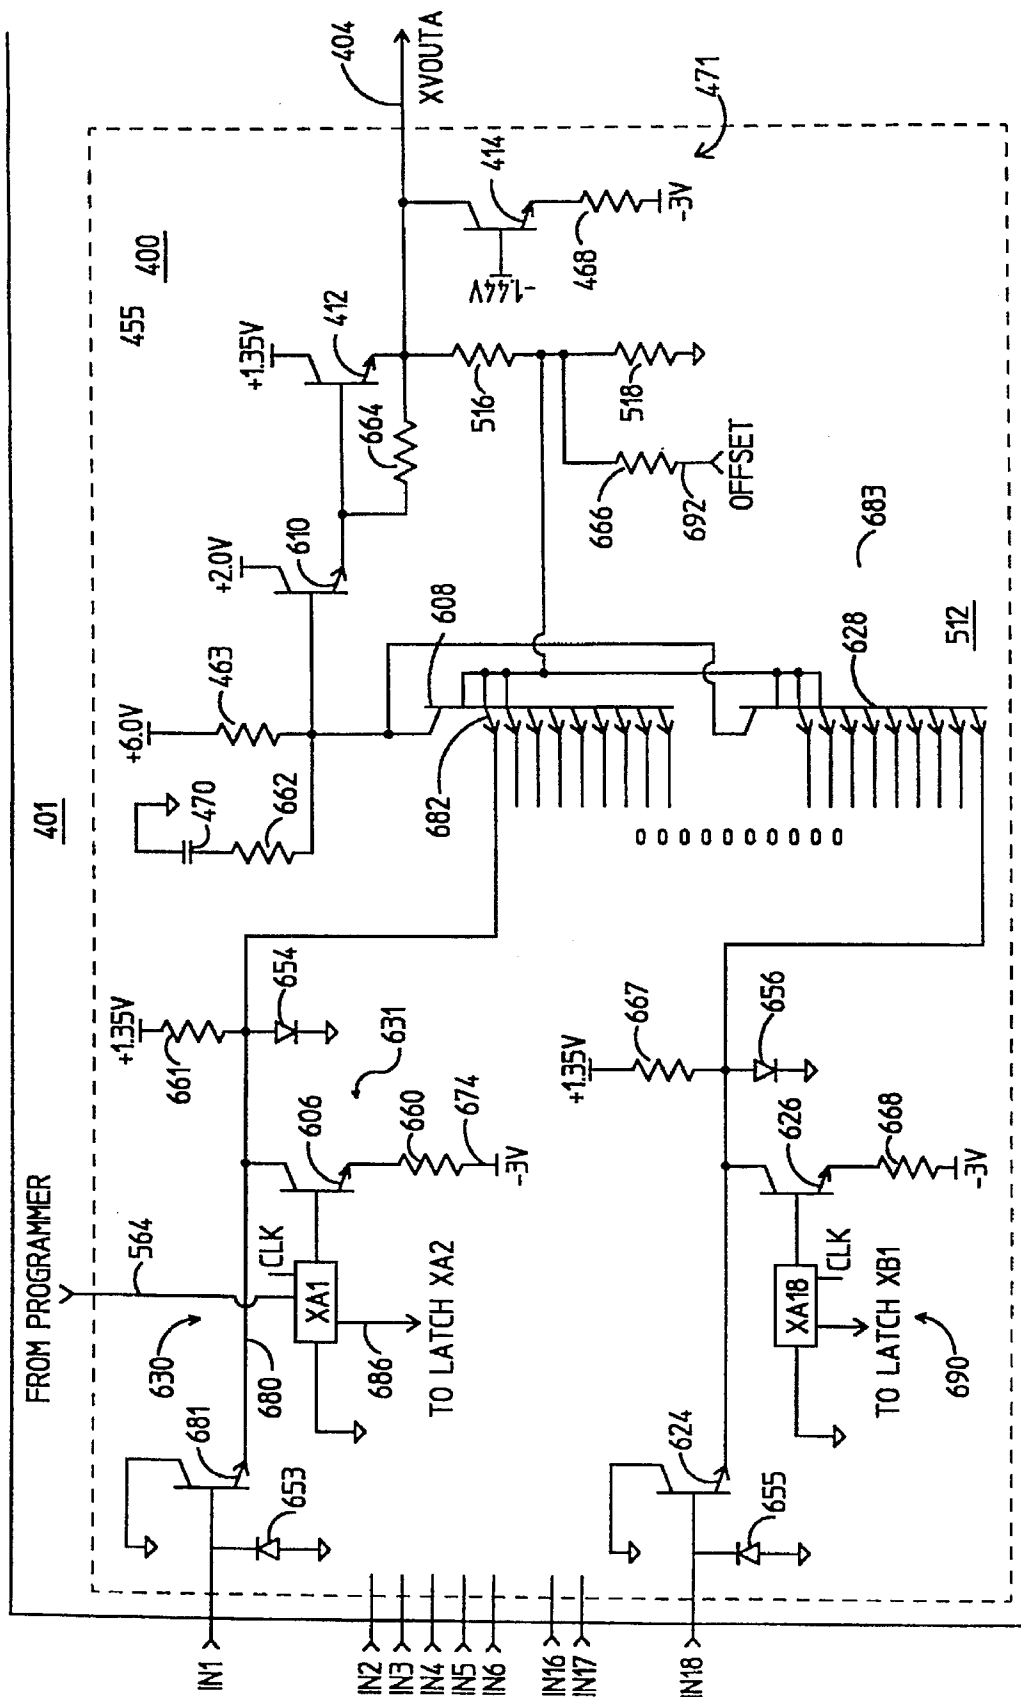 FROM PROGRAMMER
401
455
400
471
564
XVOUTA
404
+1.35V
661
654
631
606
660
674
-3V
CLK
XA1
630
680
686
TO LATCH XA2
681
653
IN1
IN2
IN3
IN4
IN5
IN6
IN16
IN17
IN18
+6.0V
463
470
662
+2.0V
610
+1.35V
412
664
414
-1.44V
468
-3V
516
518
666
692
OFFSET
608
682
683
628
512
+1.35V
667
656
626
668
-3V
CLK
XA18
690
TO LATCH XB1
624
655